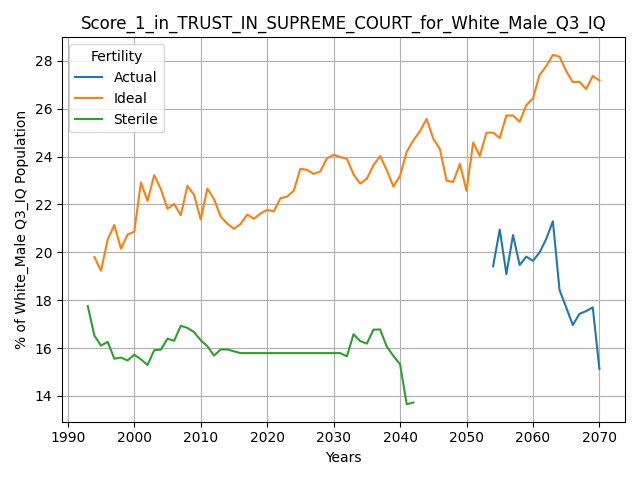 Score_1_in_TRUST_IN_SUPREME_COURT_for_White_Male_Q3_IQ
Fertility
Actual
Ideal
Sterile
% of White_Male Q3_IQ Population
28
26
24
22
20
18
16
14
1990 2000 2010 2020 2030 2040 2050 2060 2070
Years